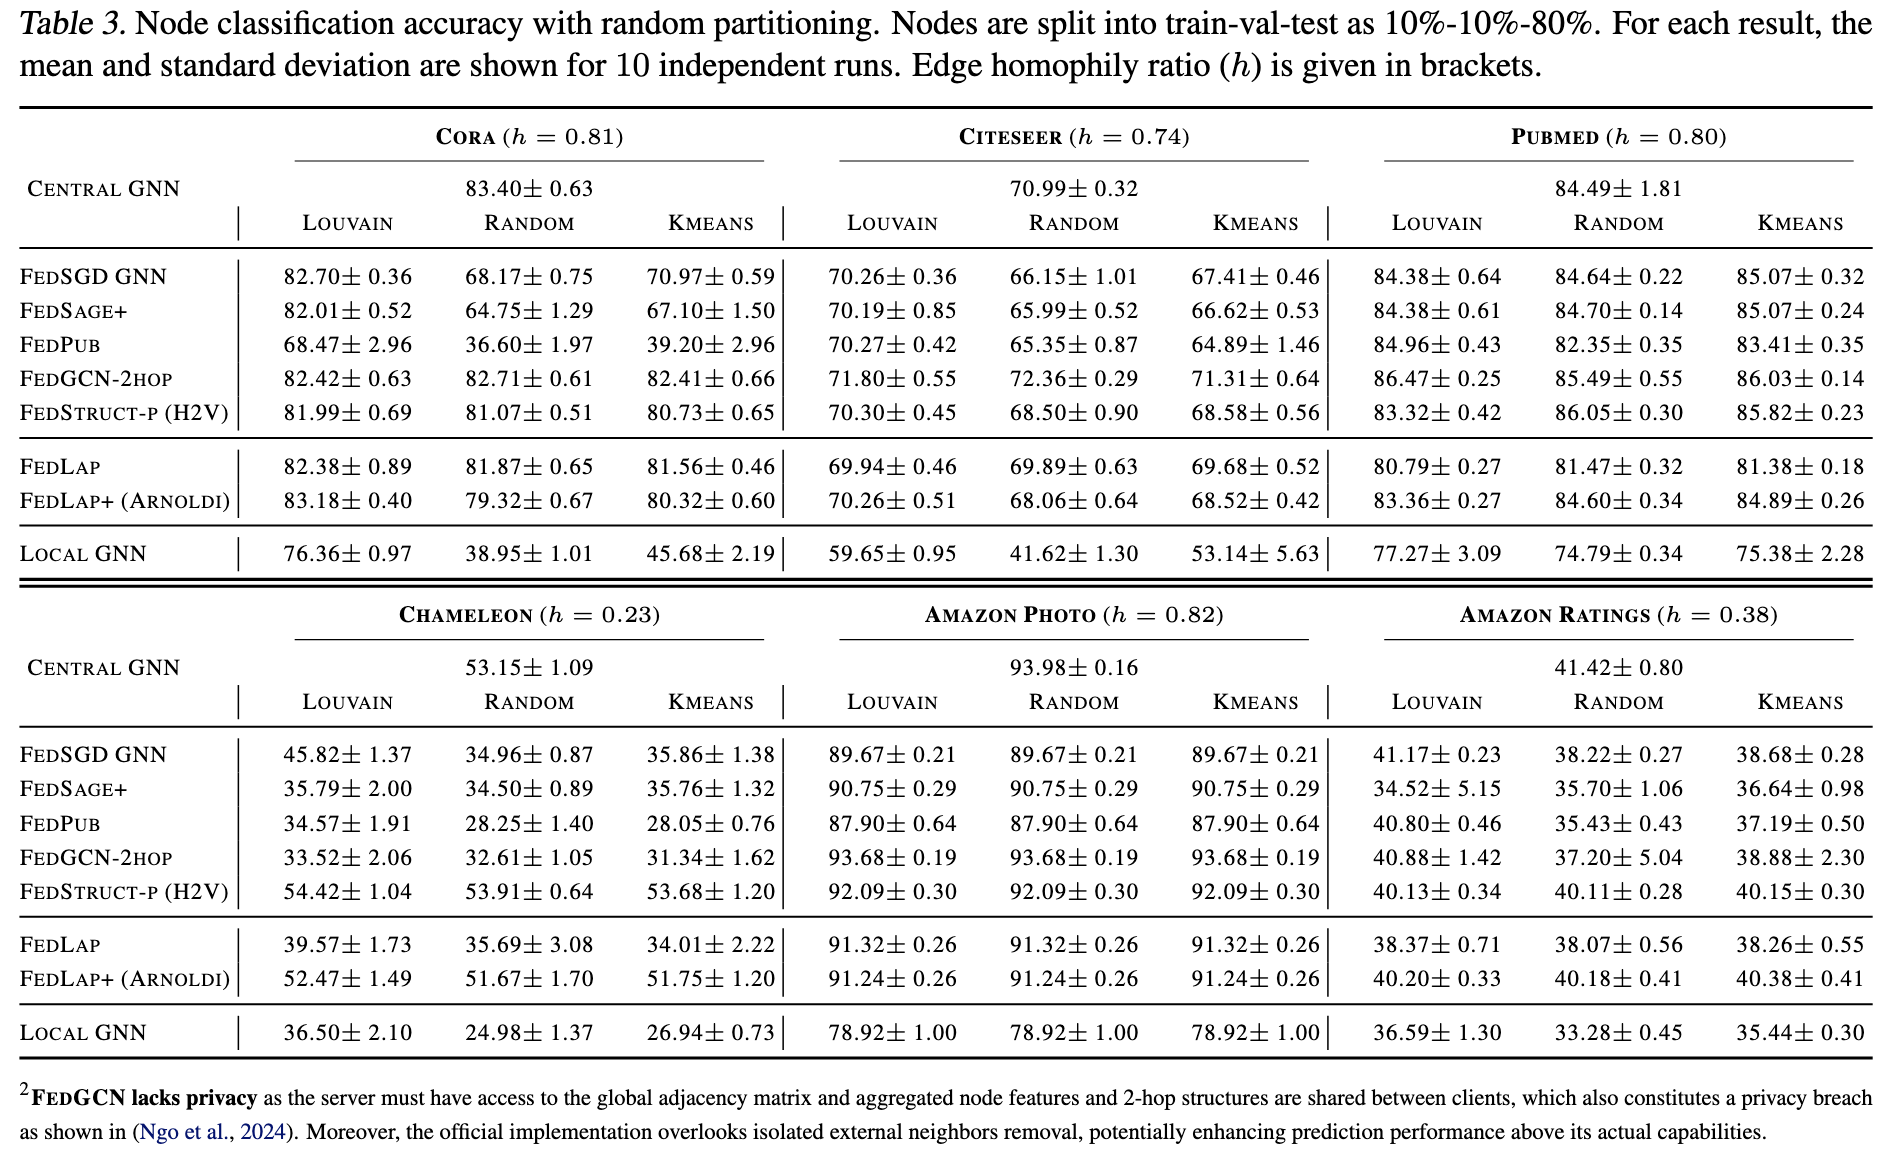 Table 3. Node classification accuracy with random partitioning. Nodes are split into train-val-test as 10%-10%-80%. For each result, the
mean and standard deviation are shown for 10 independent runs. Edge homophily ratio (h) is given in brackets.
CORA (h = 0.81) CITESEER (h = 0.74) PUBMED (h = 0.80)
CENTRAL GNN 83.40± 0.63 70.99± 0.32 84.49± 1.81
LOUVAIN RANDOM KMEANS LOUVAIN RANDOM KMEANS LOUVAIN RANDOM KMEANS
FEDSGD GNN 82.70± 0.36 68.17± 0.75 70.97± 0.59 70.26± 0.36 66.15± 1.01 67.41± 0.46 84.38± 0.64 84.64± 0.22 85.07± 0.32
FEDSAGE+ 82.01± 0.52 64.75± 1.29 67.10± 1.50 70.19± 0.85 65.99± 0.52 66.62± 0.53 84.38± 0.61 84.70± 0.14 85.07± 0.24
FEDPUB 68.47± 2.96 36.60± 1.97 39.20± 2.96 70.27± 0.42 65.35± 0.87 64.89± 1.46 84.96± 0.43 82.35± 0.35 83.41± 0.35
FEDGCN-2HOP 82.42± 0.63 82.71± 0.61 82.41± 0.66 71.80± 0.55 72.36± 0.29 71.31± 0.64 86.47± 0.25 85.49± 0.55 86.03± 0.14
FEDSTRUCT-P (H2V) 81.99± 0.69 81.07± 0.51 80.73± 0.65 70.30± 0.45 68.50± 0.90 68.58± 0.56 83.32± 0.42 86.05± 0.30 85.82± 0.23
FEDLAP 82.38± 0.89 81.87± 0.65 81.56± 0.46 69.94± 0.46 69.89± 0.63 69.68± 0.52 80.79± 0.27 81.47± 0.32 81.38± 0.18
FEDLAP+ (ARNOLDI) 83.18± 0.40 79.32± 0.67 80.32± 0.60 70.26± 0.51 68.06± 0.64 68.52± 0.42 83.36± 0.27 84.60± 0.34 84.89± 0.26
LOCAL GNN 76.36± 0.97 38.95± 1.01 45.68± 2.19 59.65± 0.95 41.62± 1.30 53.14± 5.63 77.27± 3.09 74.79± 0.34 75.38± 2.28
CHAMELEON (h = 0.23) AMAZON PHOTO (h = 0.82) AMAZON RATINGS (h = 0.38)
CENTRAL GNN 53.15± 1.09 93.98± 0.16 41.42± 0.80
LOUVAIN RANDOM KMEANS LOUVAIN RANDOM KMEANS LOUVAIN RANDOM KMEANS
FEDSGD GNN 45.82± 1.37 34.96± 0.87 35.86± 1.38 89.67± 0.21 89.67± 0.21 89.67± 0.21 41.17± 0.23 38.22± 0.27 38.68± 0.28
FEDSAGE+ 35.79± 2.00 34.50± 0.89 35.76± 1.32 90.75± 0.29 90.75± 0.29 90.75± 0.29 34.52± 5.15 35.70± 1.06 36.64± 0.98
FEDPUB 34.57± 1.91 28.25± 1.40 28.05± 0.76 87.90± 0.64 87.90± 0.64 87.90± 0.64 40.80± 0.46 35.43± 0.43 37.19± 0.50
FEDGCN-2HOP 33.52± 2.06 32.61± 1.05 31.34± 1.62 93.68± 0.19 93.68± 0.19 93.68± 0.19 40.88± 1.42 37.20± 5.04 38.88± 2.30
FEDSTRUCT-P (H2V) 54.42± 1.04 53.91± 0.64 53.68± 1.20 92.09± 0.30 92.09± 0.30 92.09± 0.30 40.13± 0.34 40.11± 0.28 40.15± 0.30
FEDLAP 39.57± 1.73 35.69± 3.08 34.01± 2.22 91.32± 0.26 91.32± 0.26 91.32± 0.26 38.37± 0.71 38.07± 0.56 38.26± 0.55
FEDLAP+ (ARNOLDI) 52.47± 1.49 51.67± 1.70 51.75± 1.20 91.24± 0.26 91.24± 0.26 91.24± 0.26 40.20± 0.33 40.18± 0.41 40.38± 0.41
LOCAL GNN 36.50± 2.10 24.98± 1.37 26.94± 0.73 78.92± 1.00 78.92± 1.00 78.92± 1.00 36.59± 1.30 33.28± 0.45 35.44± 0.30
2FEDGCN lacks privacy as the server must have access to the global adjacency matrix and aggregated node features and 2-hop structures are shared between clients, which also constitutes a privacy breach
as shown in (Ngo et al., 2024). Moreover, the official implementation overlooks isolated external neighbors removal, potentially enhancing prediction performance above its actual capabilities.